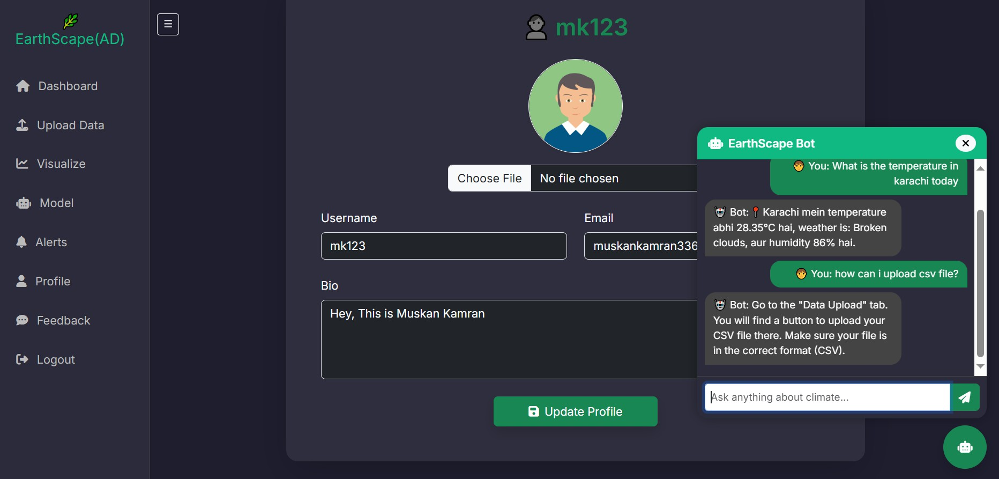 EarthScape(AD)
Dashboard
Upload Data
Visualize
Model
Alerts
Profile
Feedback
Logout
mk123
Choose File No file chosen
Username
mk123
Email
muskankamran336
Bio
Hey, This is Muskan Kamran
Update Profile
EarthScape Bot
You: What is the temperature in
karachi today
Bot: Karachi mein temperature
abhi 28.35°C hai, weather is: Broken
clouds, aur humidity 86% hai.
You: how can i upload csv file?
Bot: Go to the "Data Upload" tab.
You will find a button to upload your
CSV file there. Make sure your file is
in the correct format (CSV).
Ask anything about climate...